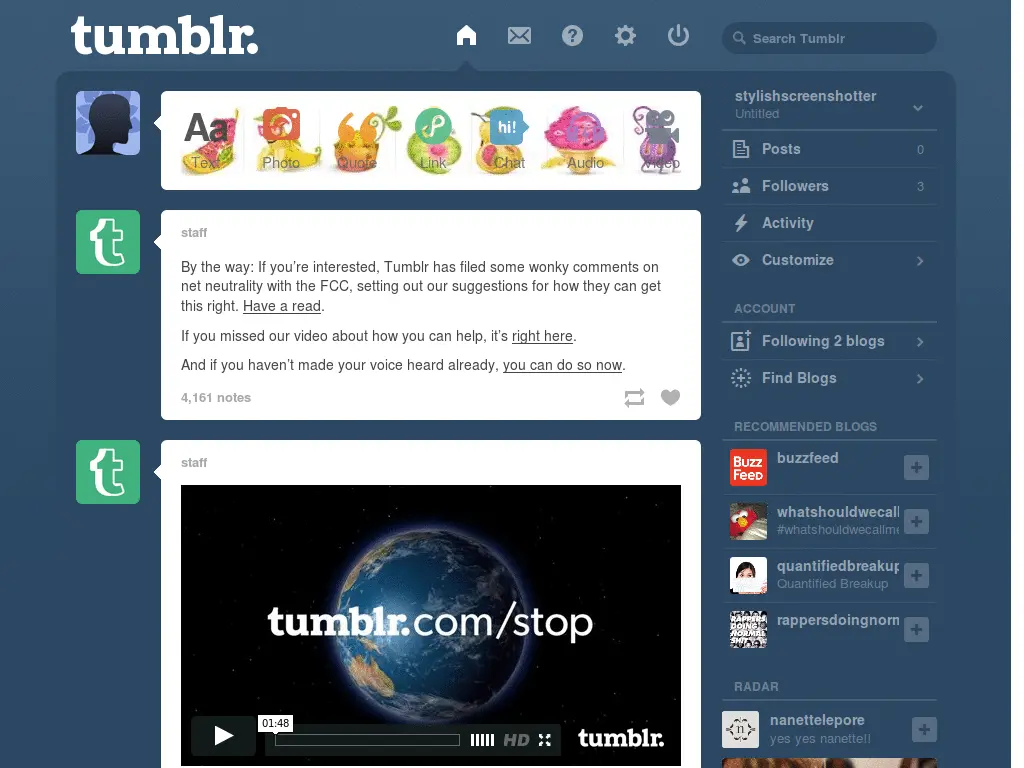 tumblr.
Search Tumblr
Aa
hi!
Text
Photo
Quote
Link
Chat
Audio
Video
staff
By the way: If you’re interested, Tumblr has filed some wonky comments on
net neutrality with the FCC, setting out our suggestions for how they can get
this right. Have a read.
If you missed our video about how you can help, it’s right here.
And if you haven’t made your voice heard already, you can do so now.
4,161 notes
staff
tumblr.com/stop
01:48
HD
tumblr.
stylishscreenshotter
Untitled
Posts 0
Followers 3
Activity
Customize
ACCOUNT
Following 2 blogs
Find Blogs
RECOMMENDED BLOGS
BUZZ
FEED
buzzfeed
whatshouldwecall
#whatshouldwecallme
quantifiedbreakup
Quantified Breakup
RAPPERS
DOING
NORMAL
SHIT
rappersdoingnorm
RADAR
n
nanettelepore
yes yes nanette!!